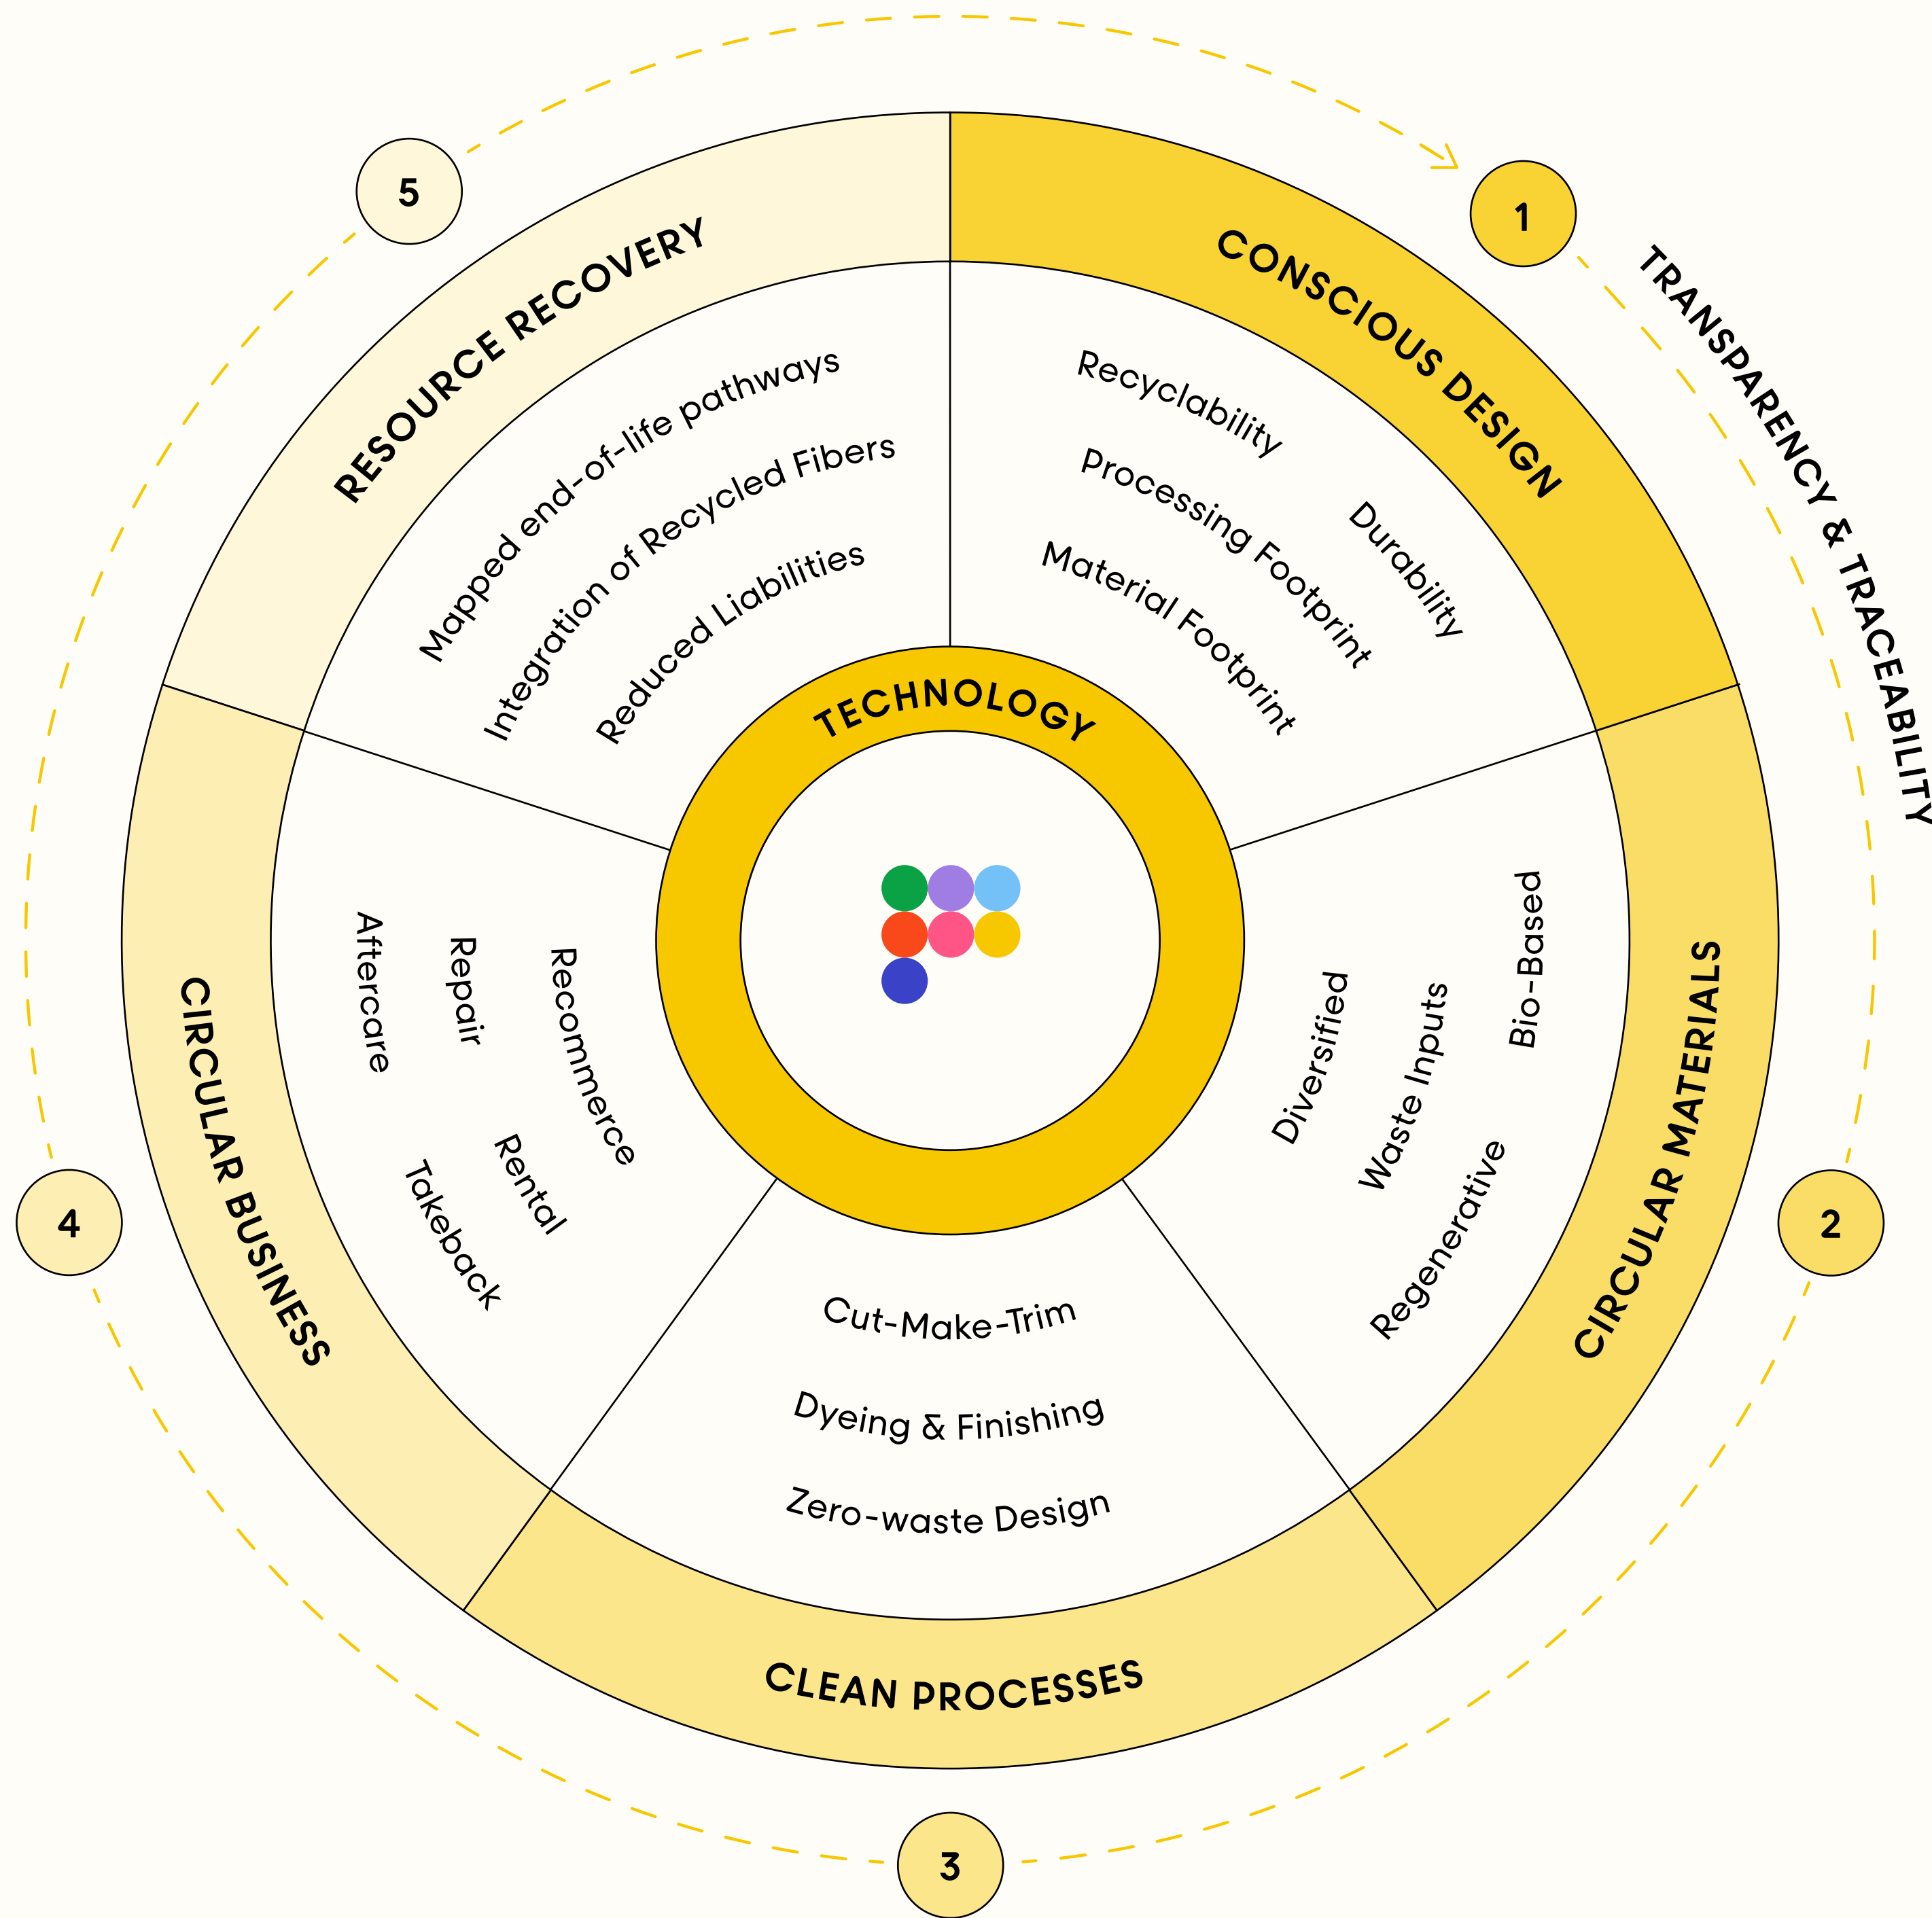 1
TRANSPARENCY & TRACEABILITY
CONSCIOUS DESIGN
Recyclability
Durability
Processing Footprint
Material Footprint
2
CIRCULAR MATERIALS
Bio-Based
Regenerative
Waste Inputs
Diversified
3
CLEAN PROCESSES
Cut-Make-Trim
Dyeing & Finishing
Zero-waste Design
4
CIRCULAR BUSINESS
Aftercare
Takeback
Repair
Rental
Recommerce
5
RESOURCE RECOVERY
Mapped end-of-life pathways
Integration of Recycled Fibers
Reduced Liabilities
TECHNOLOGY